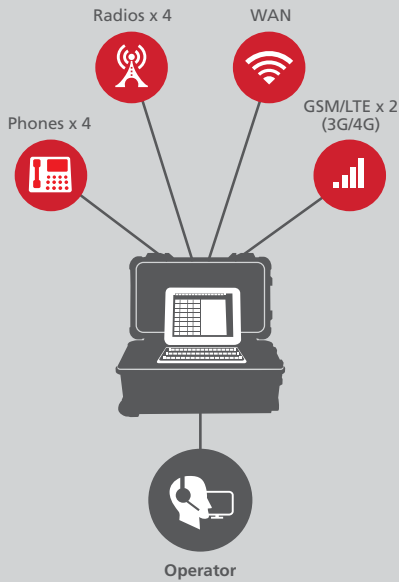 Radios x 4
WAN
GSM/LTE x 2
(3G/4G)
Phones x 4
Operator